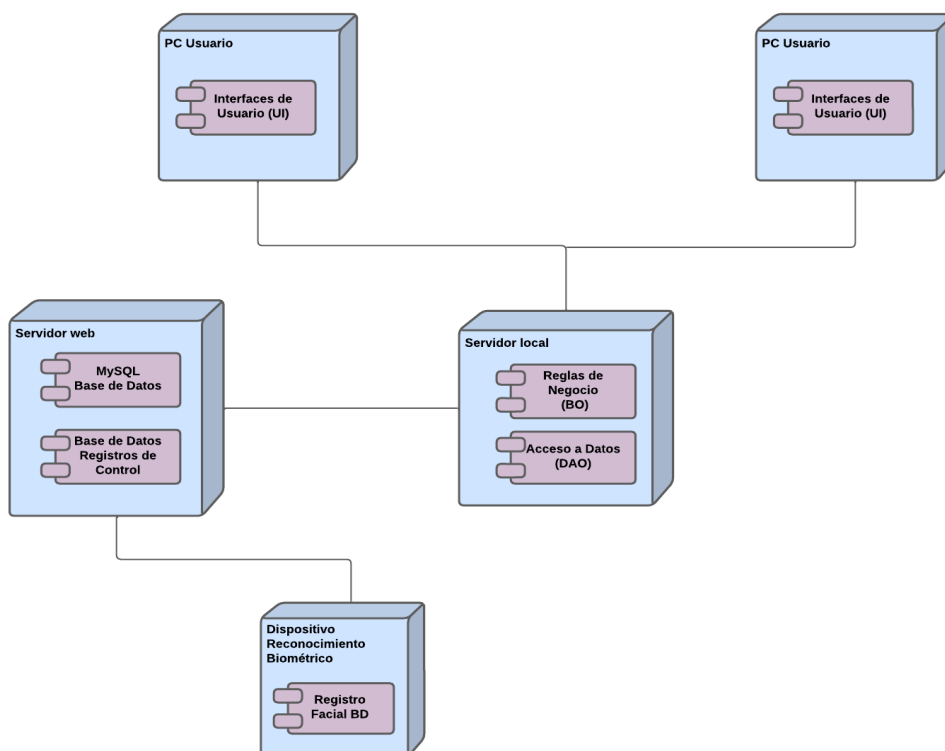 PC Usuario
Interfaces de
Usuario (UI)
PC Usuario
Interfaces de
Usuario (UI)
Servidor web
MySQL
Base de Datos
Base de Datos
Registros de
Control
Servidor local
Reglas de
Negocio
(BO)
Acceso a Datos
(DAO)
Dispositivo
Reconocimiento
Biométrico
Registro
Facial BD